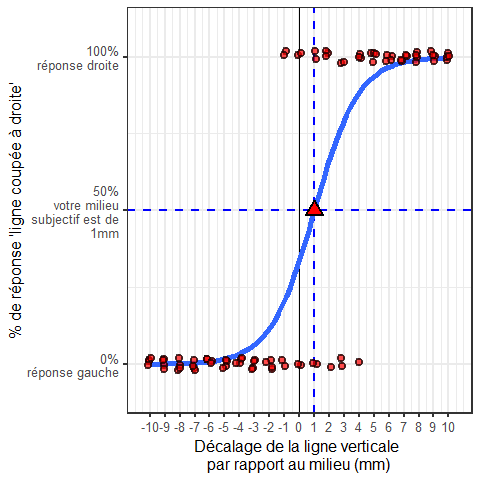 % de réponse 'ligne coupée à droite'
100%
réponse droite
50%
votre milieu
subjectif est de
1mm
0%
réponse gauche
-10 -9 -8 -7 -6 -5 -4 -3 -2 -1 0 1 2 3 4 5 6 7 8 9 10
Décalage de la ligne verticale
par rapport au milieu (mm)